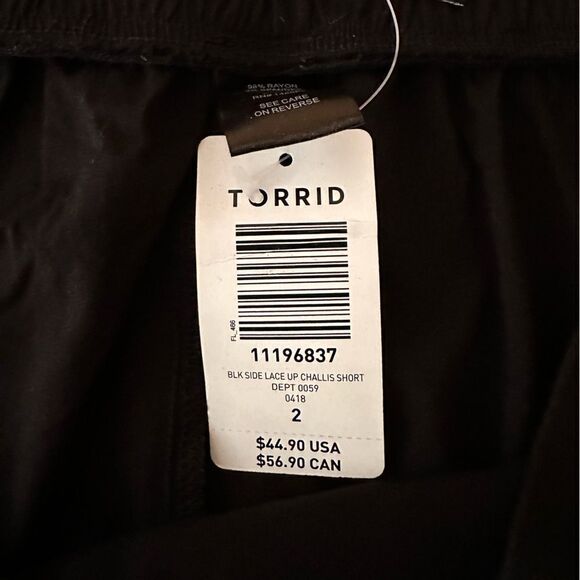 98% RAYON
SEE CARE
ON REVERSE
TORRID
FL_466
11196837
BLK SIDE LACE UP CHALLIS SHORT
DEPT 0059
0418
2
$44.90 USA
$56.90 CAN